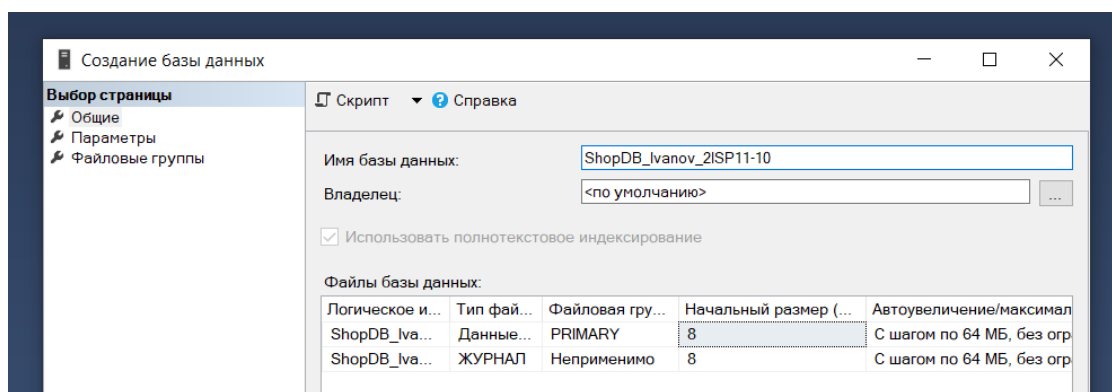 Создание базы данных
Выбор страницы
Общие
Параметры
Файловые группы
Скрипт
Справка
Имя базы данных: ShopDB_Ivanov_2ISP11-10
Владелец: <по умолчанию> ...
Использовать полнотекстовое индексирование
Файлы базы данных:
Логическое и... Тип фай... Файловая гру... Начальный размер (... Автоувеличение/максимал
ShopDB_Iva... Данные... PRIMARY 8 С шагом по 64 МБ, без огр
ShopDB_Iva... ЖУРНАЛ Неприменимо 8 С шагом по 64 МБ, без огр